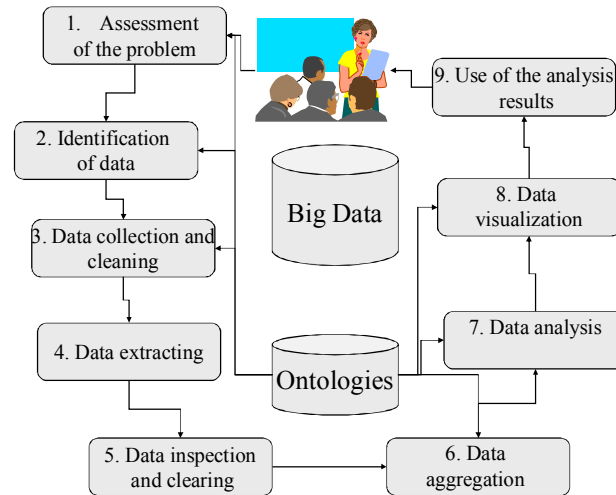 1. Assessment
of the problem
2. Identification
of data
3. Data collection and
cleaning
4. Data extracting
5. Data inspection
and clearing
6. Data
aggregation
7. Data analysis
8. Data
visualization
9. Use of the analysis
results
Big Data
Ontologies